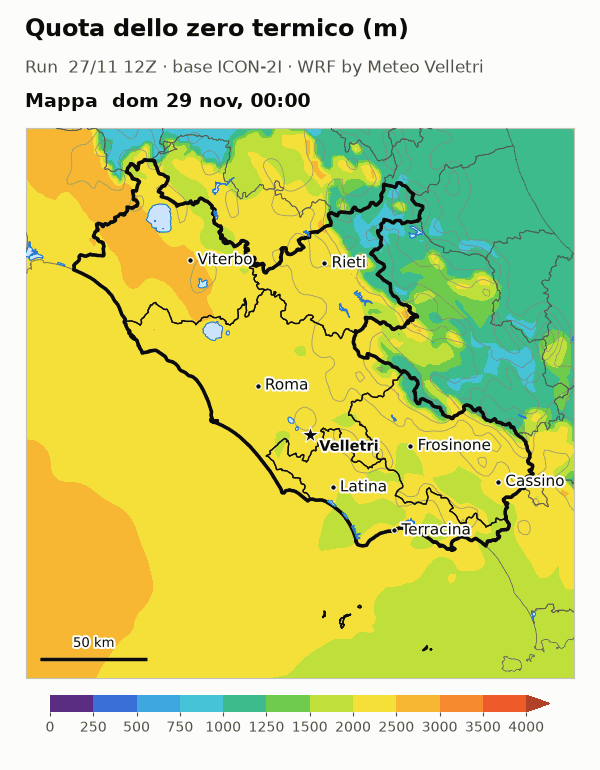 Quota dello zero termico (m)
Run 27/11 12Z · base ICON-2I · WRF by Meteo Velletri
Mappa dom 29 nov, 00:00
Viterbo
Rieti
Roma
Velletri
Frosinone
Cassino
Latina
Terracina
50 km
0 250 500 750 1000 1250 1500 2000 2500 3000 3500 4000